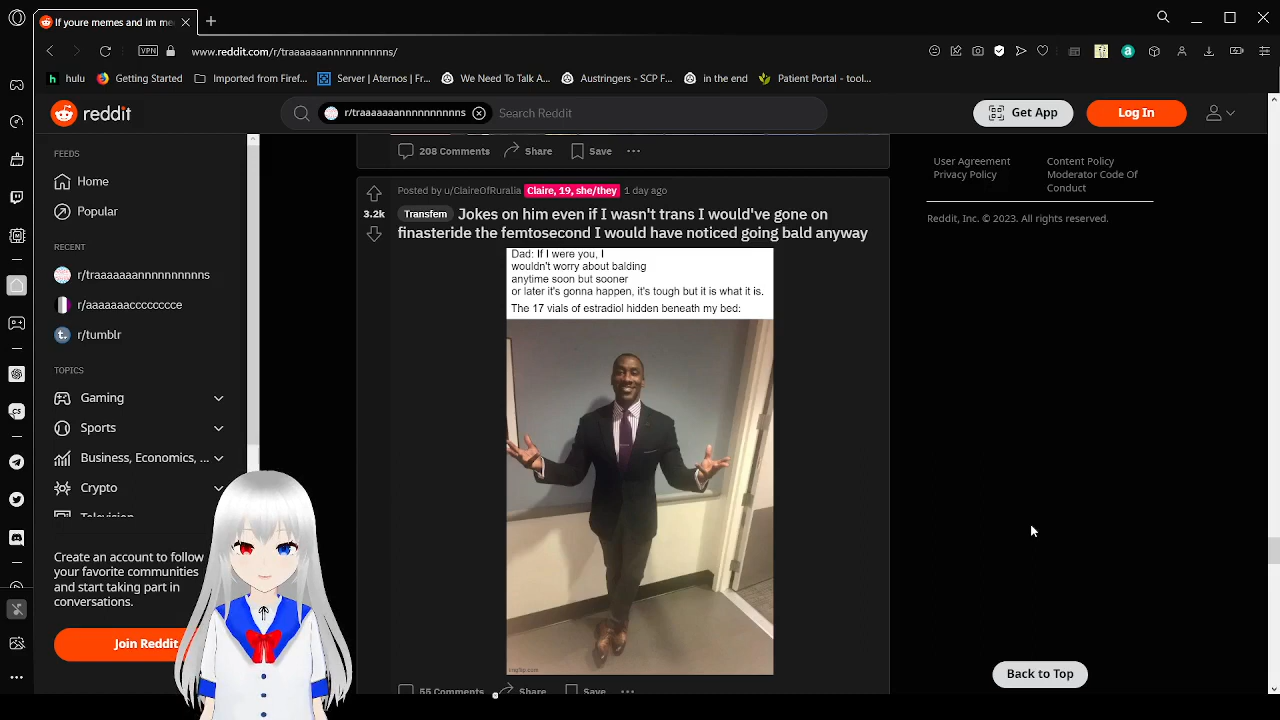 If youre memes and im me
www.reddit.com/r/traaaaaaannnnnnnnnns/
VPN
hulu
Getting Started
Imported from Firef...
Server | Aternos | Fr...
We Need To Talk A...
Austringers - SCP F...
in the end
Patient Portal - tool...
reddit
r/traaaaaaannnnnnnnnns
Search Reddit
Get App
Log In
FEEDS
Home
Popular
RECENT
r/traaaaaaannnnnnnnnns
r/aaaaaaacccccccce
r/tumblr
TOPICS
Gaming
Sports
Business, Economics, ...
Crypto
Television
Create an account to follow
your favorite communities
and start taking part in
conversations.
Join Reddit
208 Comments
Share
Save
Posted by u/ClaireOfRuralia Claire, 19, she/they 1 day ago
3.2k
Transfem Jokes on him even if I wasn't trans I would've gone on
finasteride the femtosecond I would have noticed going bald anyway
Dad: If I were you, I
wouldn't worry about balding
anytime soon but sooner
or later it's gonna happen, it's tough but it is what it is.
The 17 vials of estradiol hidden beneath my bed:
imgflip.com
55 Comments
Share
Save
User Agreement
Privacy Policy
Content Policy
Moderator Code Of
Conduct
Reddit, Inc. © 2023. All rights reserved.
Back to Top